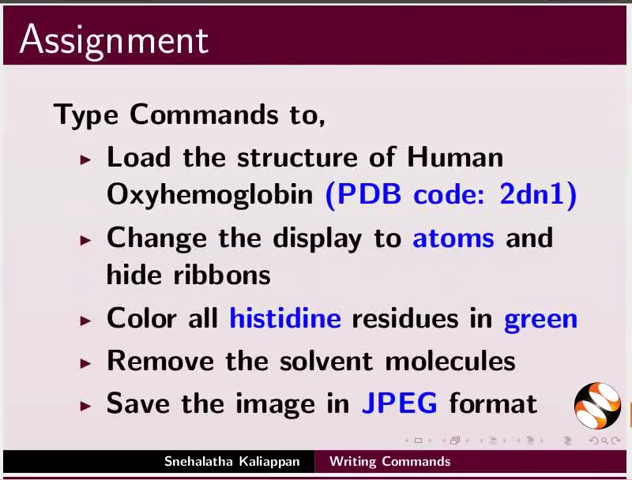 Assignment
Type Commands to,
Load the structure of Human
Oxyhemoglobin (PDB code: 2dn1)
Change the display to atoms and
hide ribbons
Color all histidine residues in green
Remove the solvent molecules
Save the image in JPEG format
Snehalatha Kaliappan Writing Commands